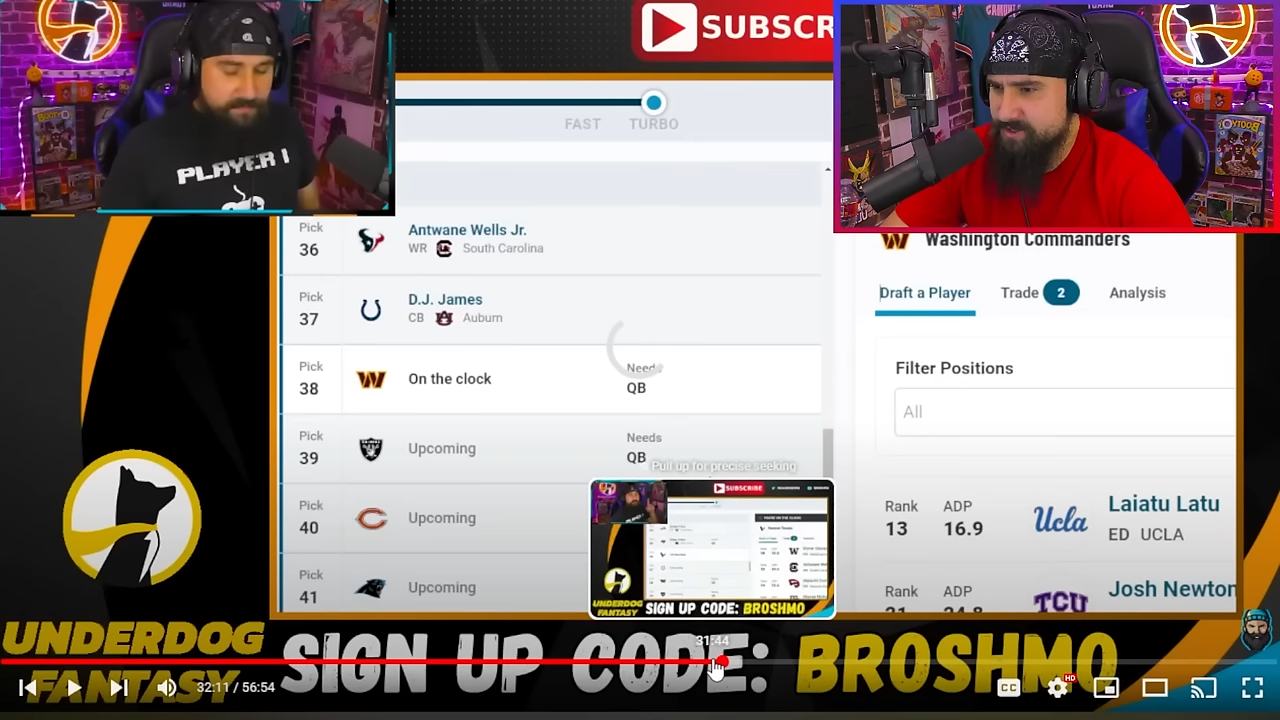 SUBSCR
FAST
TURBO
PLAYER 1
Pick
36
Antwane Wells Jr.
WR
South Carolina
Pick
37
D.J. James
CB
Auburn
Pick
38
On the clock
Needs
QB
Pick
39
Upcoming
Needs
QB
Pick
40
Upcoming
Pick
41
Upcoming
Washington Commanders
Draft a Player
Trade 2
Analysis
Filter Positions
All
Rank
13
ADP
16.9
Ucla
Laiatu Latu
ED UCLA
TCU
Josh Newton
Pull up for precise seeking
SUBSCRIBE
UNDERDOG
FANTASY
SIGN UP CODE: BROSHMO
31:44
UNDERDOG
FANTASY
SIGN UP CODE: BROSHMO
32:11 / 56:54
CC
HD